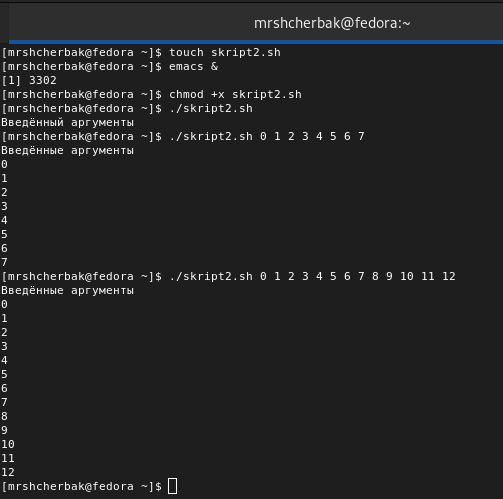 mrshcherbak@fedora:~
[mrshcherbak@fedora ~]$ touch skript2.sh
[mrshcherbak@fedora ~]$ emacs &
[1] 3302
[mrshcherbak@fedora ~]$ chmod +x skript2.sh
[mrshcherbak@fedora ~]$ ./skript2.sh
Введённый аргументы
[mrshcherbak@fedora ~]$ ./skript2.sh 0 1 2 3 4 5 6 7
Введённые аргументы
0
1
2
3
4
5
6
7
[mrshcherbak@fedora ~]$ ./skript2.sh 0 1 2 3 4 5 6 7 8 9 10 11 12
Введённые аргументы
0
1
2
3
4
5
6
7
8
9
10
11
12
[mrshcherbak@fedora ~]$